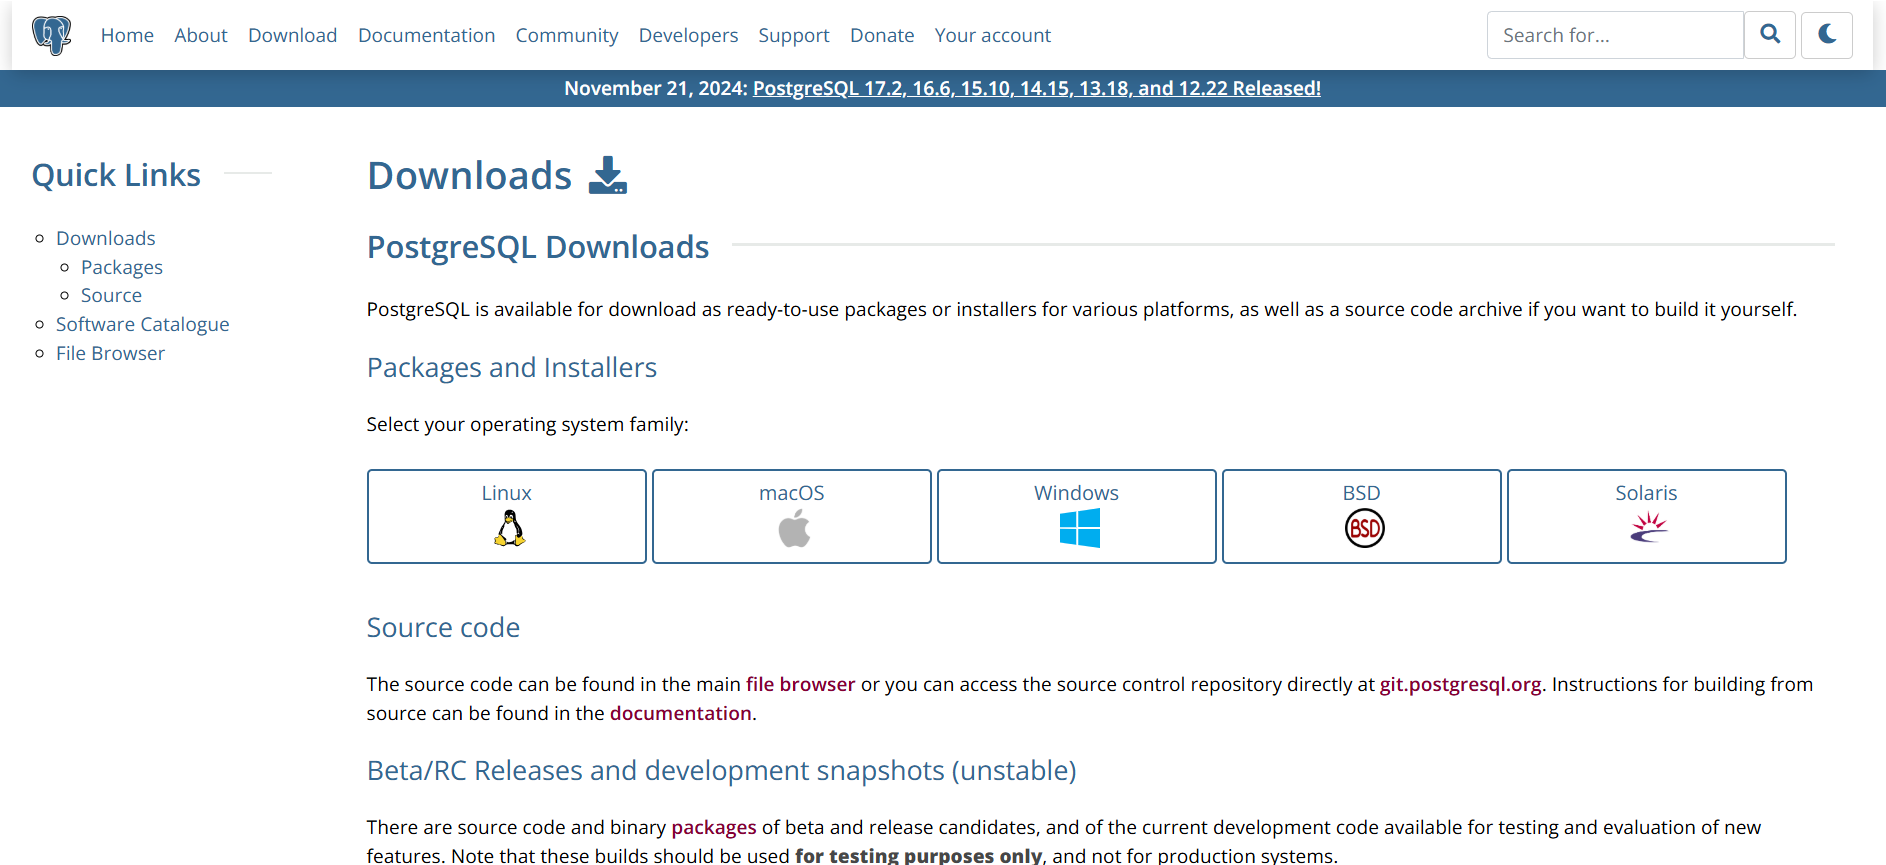 Home About Download Documentation Community Developers Support Donate Your account Search for...
November 21, 2024: PostgreSQL 17.2, 16.6, 15.10, 14.15, 13.18, and 12.22 Released!
Quick Links
Downloads
Packages
Source
Software Catalogue
File Browser
Downloads
PostgreSQL Downloads
PostgreSQL is available for download as ready-to-use packages or installers for various platforms, as well as a source code archive if you want to build it yourself.
Packages and Installers
Select your operating system family:
Linux
macOS
Windows
BSD
BSD
Solaris
Source code
The source code can be found in the main file browser or you can access the source control repository directly at git.postgresql.org. Instructions for building from
source can be found in the documentation.
Beta/RC Releases and development snapshots (unstable)
There are source code and binary packages of beta and release candidates, and of the current development code available for testing and evaluation of new
features. Note that these builds should be used for testing purposes only, and not for production systems.